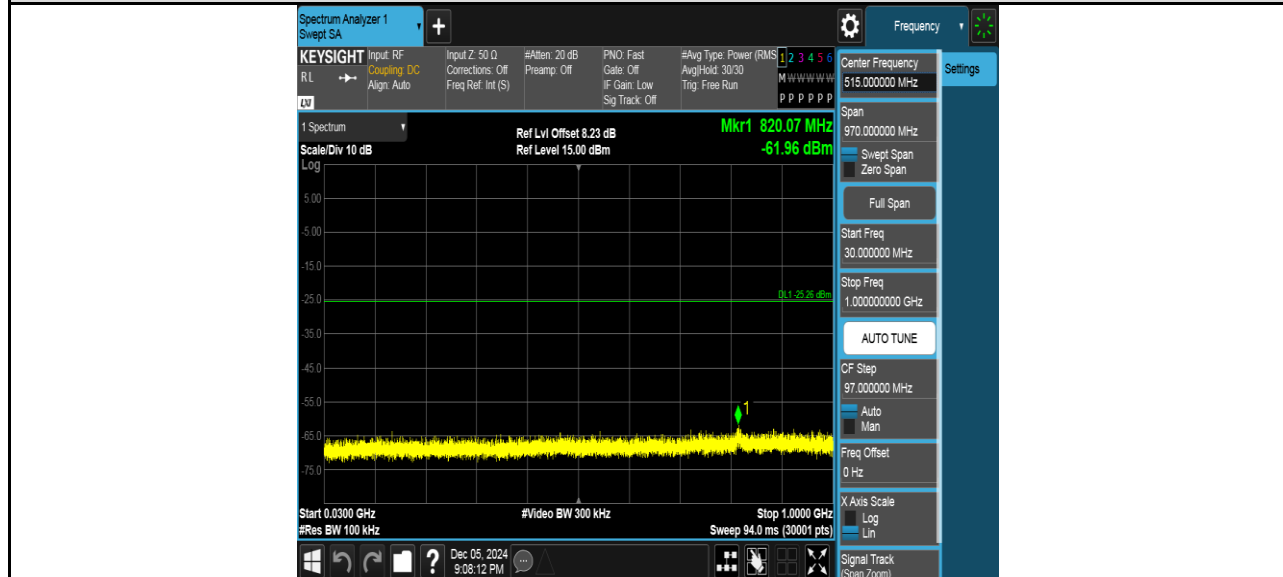 Spectrum Analyzer 1
Swept SA
+
Frequency
KEYSIGHT
RL
LXI
Input: RF
Coupling: DC
Align: Auto
Input Z: 50 Ω
Corrections: Off
Freq Ref: Int (S)
#Atten: 20 dB
Preamp: Off
PNO: Fast
Gate: Off
IF Gain: Low
Sig Track: Off
#Avg Type: Power (RMS
Avg|Hold: 30/30
Trig: Free Run
1 2 3 4 5 6
M W W W W W
P P P P P P
1 Spectrum
Scale/Div 10 dB
Ref Lvl Offset 8.23 dB
Ref Level 15.00 dBm
Mkr1 820.07 MHz
-61.96 dBm
Log
5.00
-5.00
-15.0
-25.0
DL1 -25.26 dBm
-35.0
-45.0
-55.0
1
-65.0
-75.0
Start 0.0300 GHz
#Video BW 300 kHz
Stop 1.0000 GHz
#Res BW 100 kHz
Sweep 94.0 ms (30001 pts)
?
Dec 05, 2024
9:08:12 PM
Center Frequency
515.000000 MHz
Settings
Span
970.000000 MHz
Swept Span
Zero Span
Full Span
Start Freq
30.000000 MHz
Stop Freq
1.000000000 GHz
AUTO TUNE
CF Step
97.000000 MHz
Auto
Man
Freq Offset
0 Hz
X Axis Scale
Log
Lin
Signal Track
(Span Zoom)